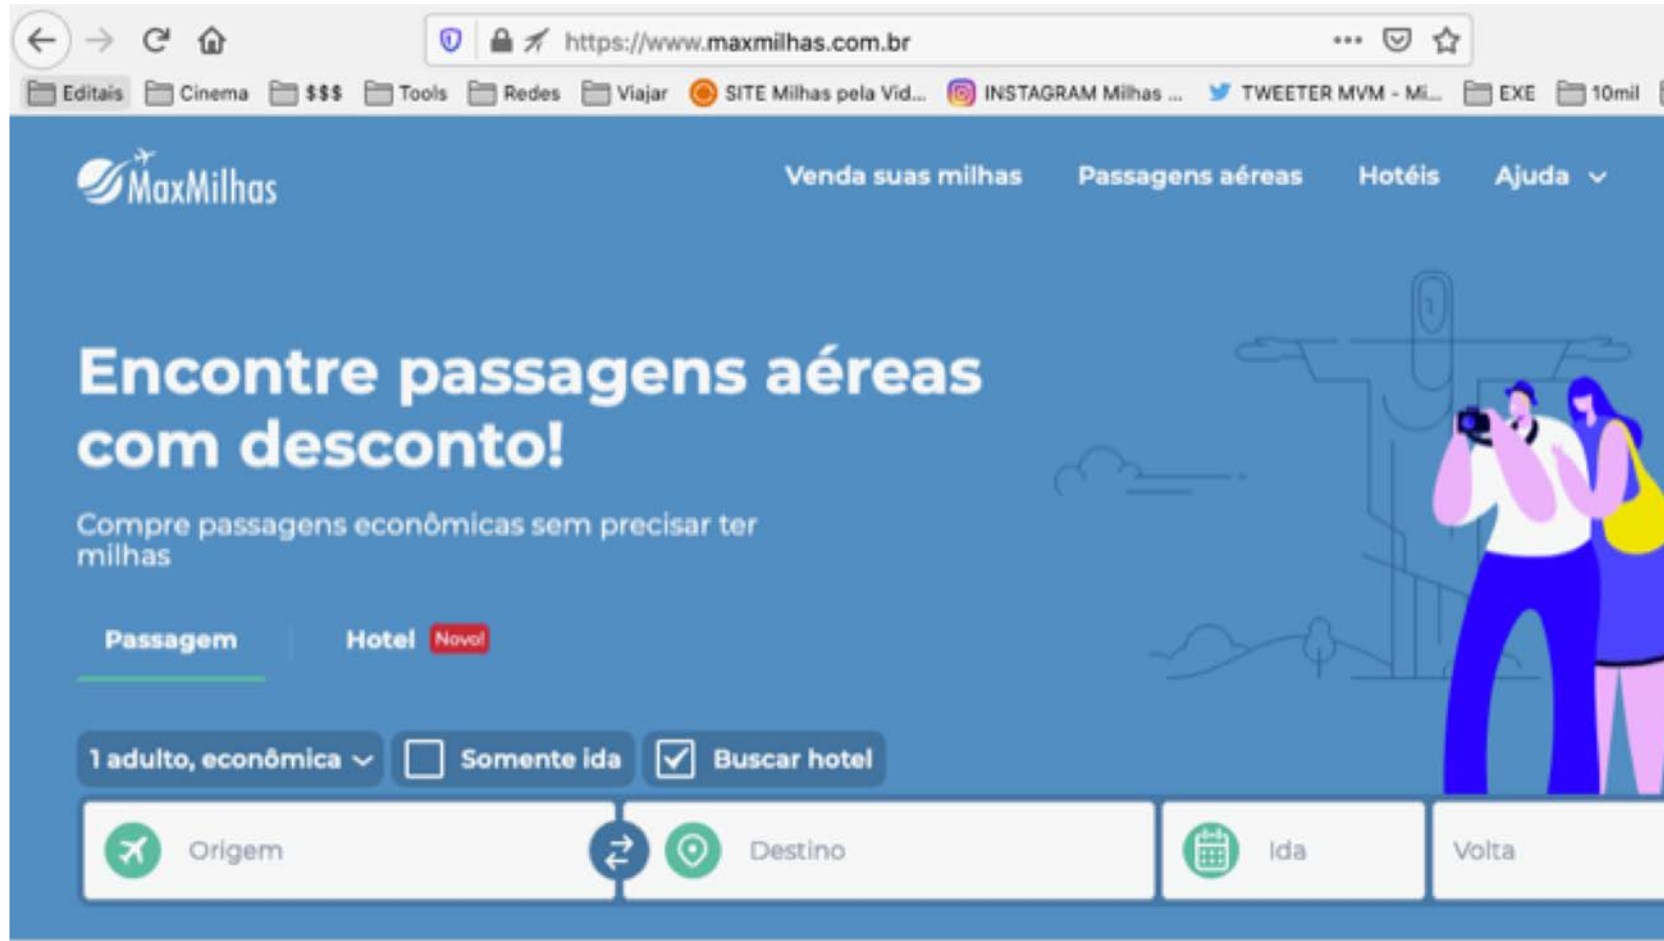 https://www.maxmilhas.com.br
Editais Cinema $$$ Tools Redes Viajar SITE Milhas pela Vid... INSTAGRAM Milhas ... TWEETER MVM - Mi... EXE 10mil
MaxMilhas Venda suas milhas Passagens aéreas Hotéis Ajuda
Encontre passagens aéreas
com desconto!
Compre passagens econômicas sem precisar ter
milhas
Passagem Hotel Novo!
1 adulto, econômica Somente ida Buscar hotel
Origem Destino Ida Volta